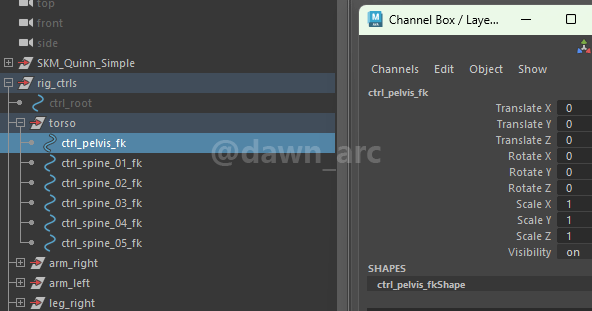 top
front
side
SKM_Quinn_Simple
rig_ctrls
ctrl_root
torso
ctrl_pelvis_fk
ctrl_spine_01_fk
ctrl_spine_02_fk
ctrl_spine_03_fk
ctrl_spine_04_fk
ctrl_spine_05_fk
arm_right
arm_left
leg_right
@dawn_arc
M
Channel Box / Laye...
Channels Edit Object Show
ctrl_pelvis_fk
Translate X 0
Translate Y 0
Translate Z 0
Rotate X 0
Rotate Y 0
Rotate Z 0
Scale X 1
Scale Y 1
Scale Z 1
Visibility on
SHAPES
ctrl_pelvis_fkShape